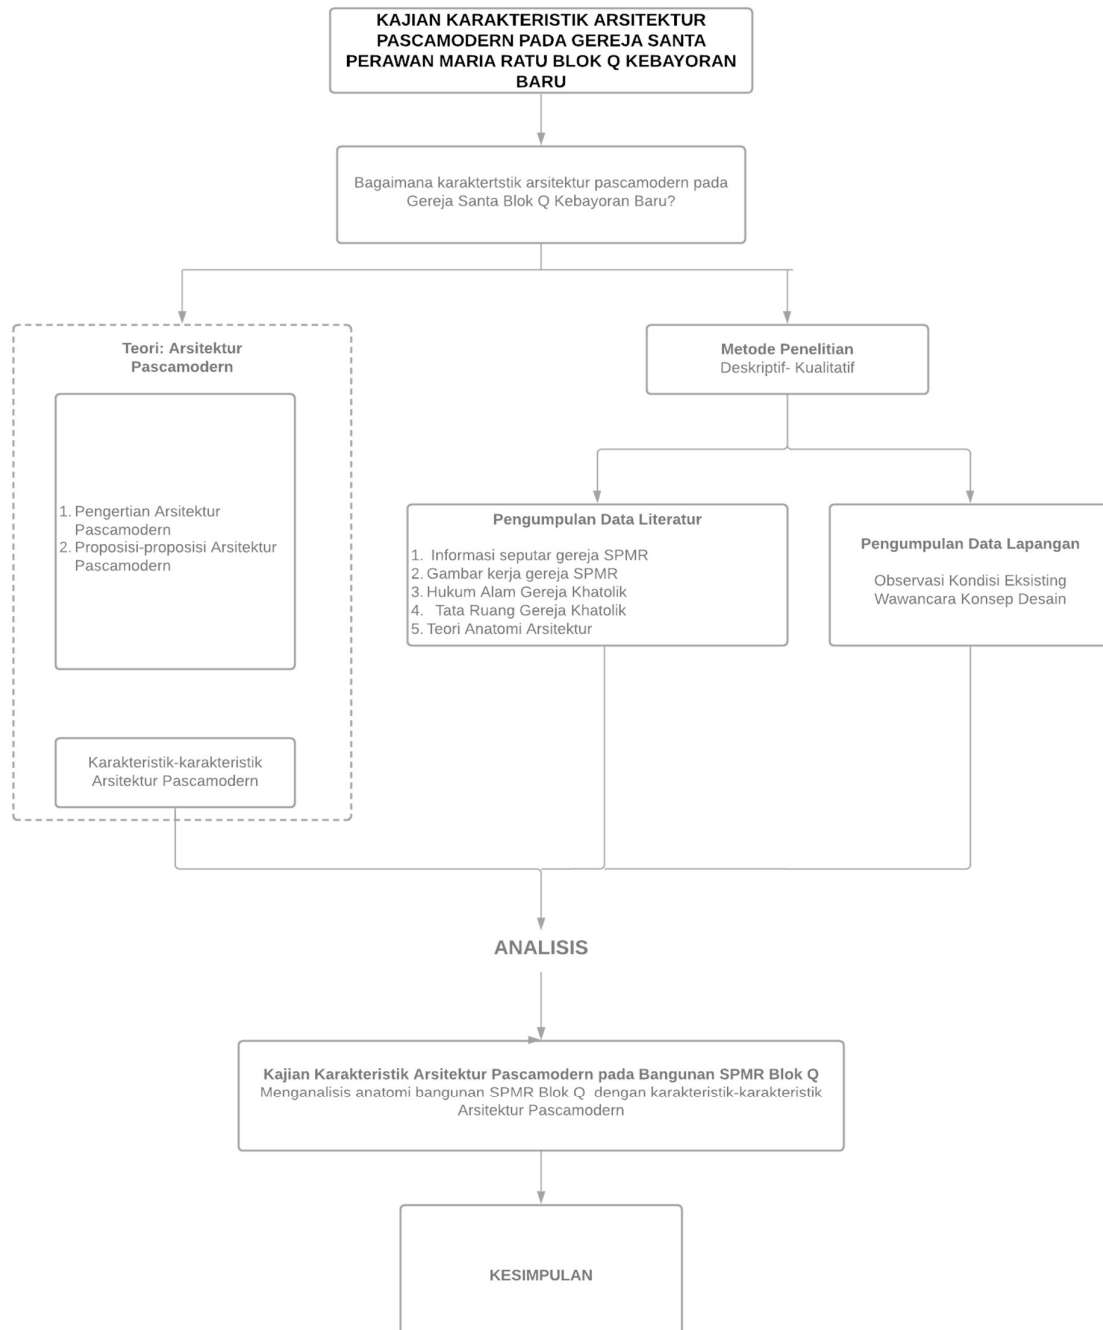 KAJIAN KARAKTERISTIK ARSITEKTUR
PASCAMODERN PADA GEREJA SANTA
PERAWAN MARIA RATU BLOK Q KEBAYORAN
BARU
Bagaimana karaktertstik arsitektur pascamodern pada
Gereja Santa Blok Q Kebayoran Baru?
Teori: Arsitektur
Pascamodern
1. Pengertian Arsitektur
Pascamodern
2. Proposisi-proposisi Arsitektur
Pascamodern
Karakteristik-karakteristik
Arsitektur Pascamodern
Metode Penelitian
Deskriptif- Kualitatif
Pengumpulan Data Literatur
1. Informasi seputar gereja SPMR
2. Gambar kerja gereja SPMR
3. Hukum Alam Gereja Khatolik
4. Tata Ruang Gereja Khatolik
5. Teori Anatomi Arsitektur
Pengumpulan Data Lapangan
Observasi Kondisi Eksisting
Wawancara Konsep Desain
ANALISIS
Kajian Karakteristik Arsitektur Pascamodern pada Bangunan SPMR Blok Q
Menganalisis anatomi bangunan SPMR Blok Q dengan karakteristik-karakteristik
Arsitektur Pascamodern
KESIMPULAN